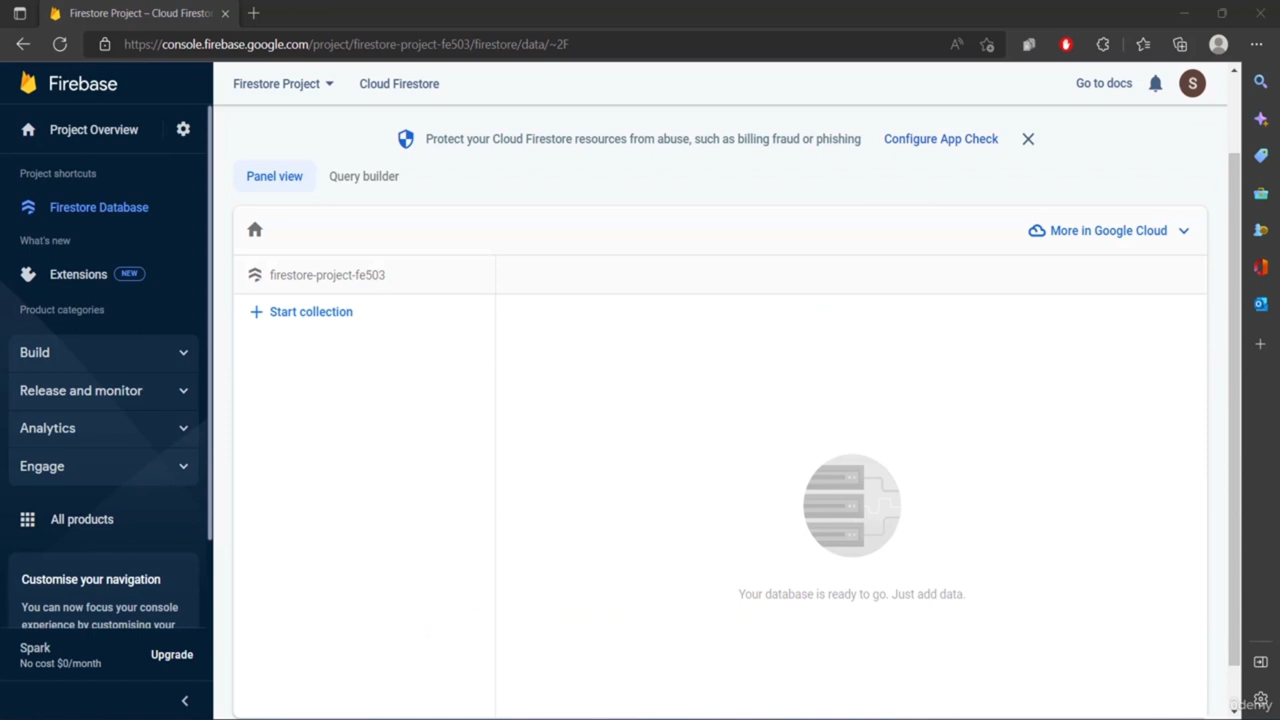 Firestore Project – Cloud Firestor
https://console.firebase.google.com/project/firestore-project-fe503/firestore/data/~2F
Firebase
Firestore Project
Cloud Firestore
Go to docs
S
Project Overview
Protect your Cloud Firestore resources from abuse, such as billing fraud or phishing
Configure App Check
Project shortcuts
Panel view
Query builder
Firestore Database
More in Google Cloud
What's new
Extensions
NEW
firestore-project-fe503
Start collection
Product categories
Build
Release and monitor
Analytics
Engage
All products
Customise your navigation
Your database is ready to go. Just add data.
You can now focus your console
experience by customising your
Spark
No cost $0/month
Upgrade
ûdemy